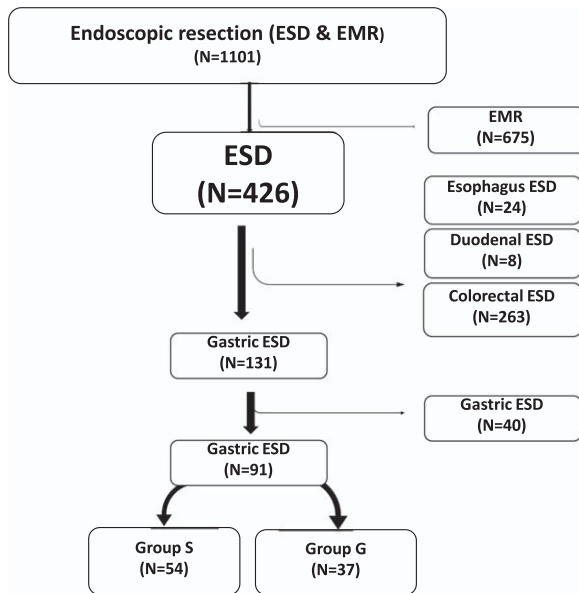 Endoscopic resection (ESD & EMR)
(N=1101)
EMR
(N=675)
ESD
(N=426)
Esophagus ESD
(N=24)
Duodenal ESD
(N=8)
Colorectal ESD
(N=263)
Gastric ESD
(N=131)
Gastric ESD
(N=40)
Gastric ESD
(N=91)
Group S
(N=54)
Group G
(N=37)